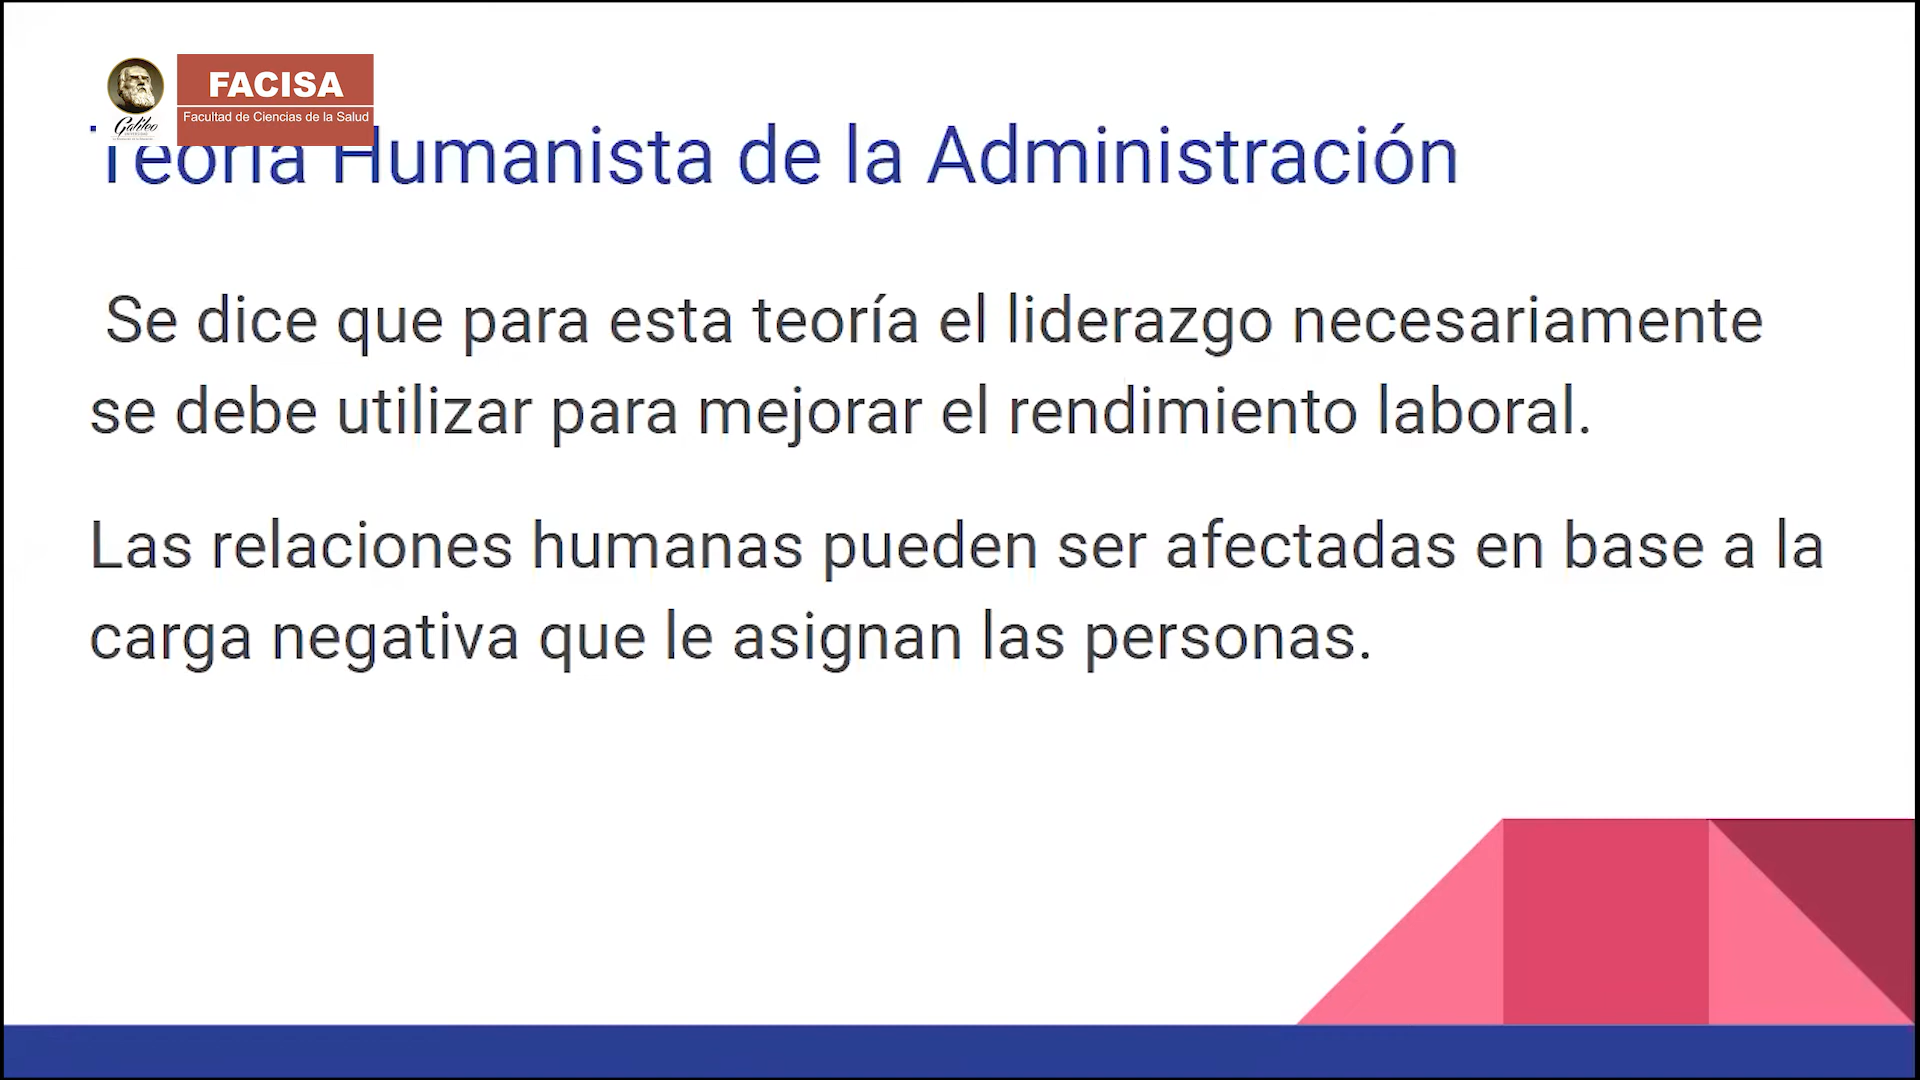 FACISA
Facultad de Ciencias de la Salud
Galileo
Teoría Humanista de la Administración
Se dice que para esta teoría el liderazgo necesariamente
se debe utilizar para mejorar el rendimiento laboral.
Las relaciones humanas pueden ser afectadas en base a la
carga negativa que le asignan las personas.